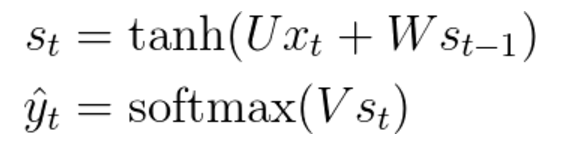 s_t = tanh(Ux_t + Ws_{t−1})
ŷ_t = softmax(Vs_t)